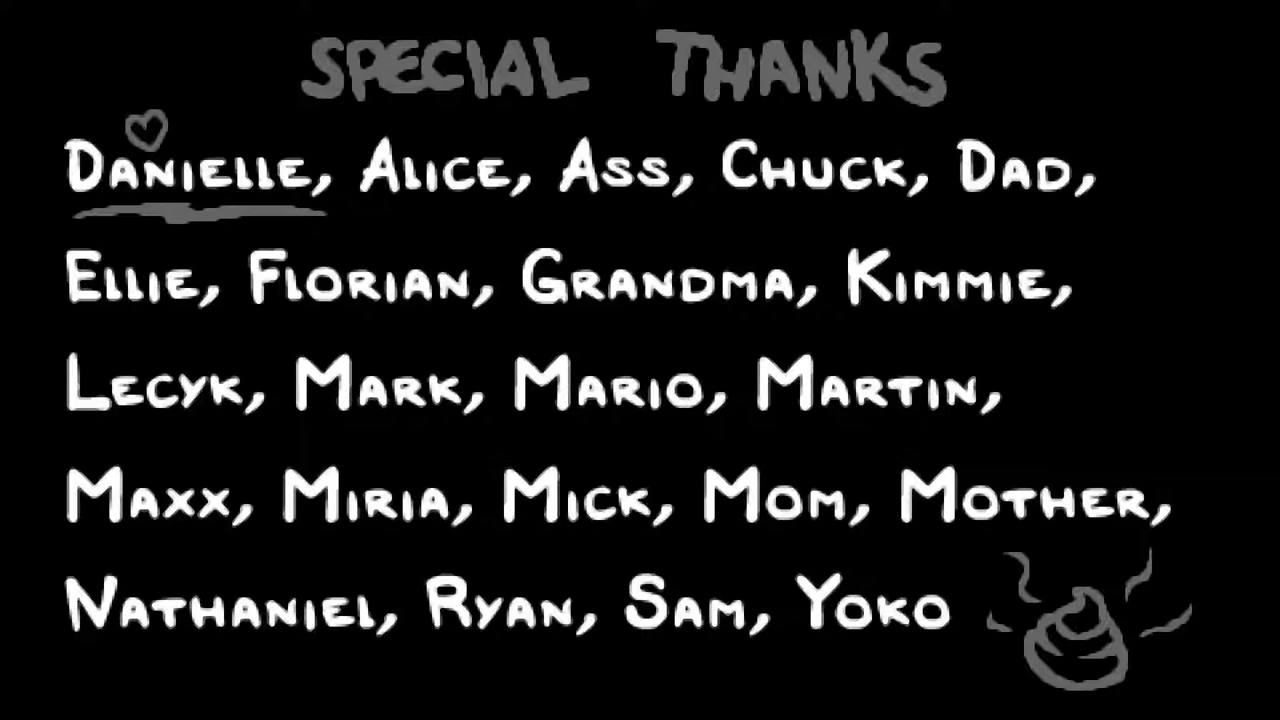 SPECIAL THANKS
DANIELLE, ALICE, ASS, CHUCK, DAD,
ELLIE, FLORIAN, GRANDMA, KIMMIE,
LECYK, MARK, MARIO, MARTIN,
MAXX, MIRIA, MICK, MOM, MOTHER,
NATHANIEL, RYAN, SAM, YOKO